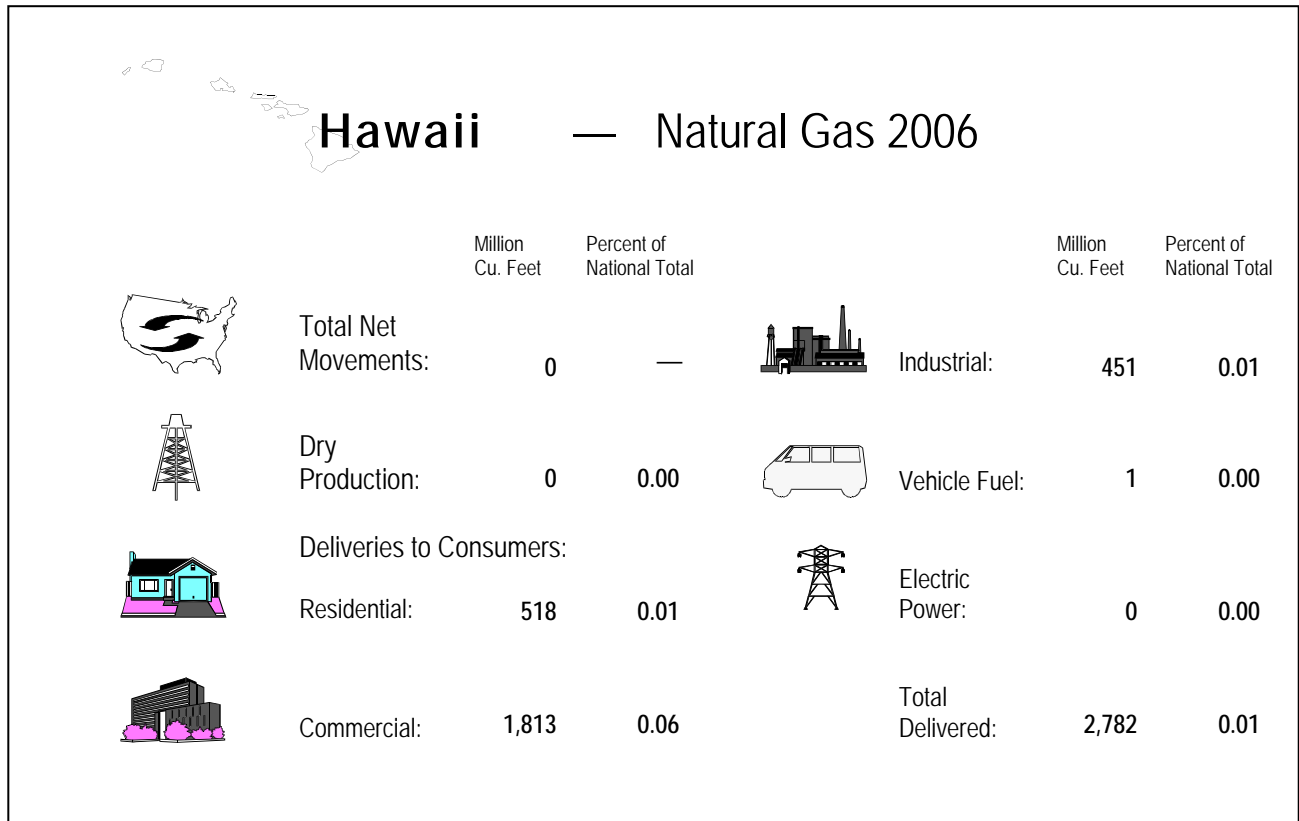 Hawaii — Natural Gas 2006
Million Cu. Feet
Percent of National Total
Million Cu. Feet
Percent of National Total
Total Net Movements: 0 —
Industrial: 451 0.01
Dry Production: 0 0.00
Vehicle Fuel: 1 0.00
Deliveries to Consumers:
Residential: 518 0.01
Electric Power: 0 0.00
Commercial: 1,813 0.06
Total Delivered: 2,782 0.01